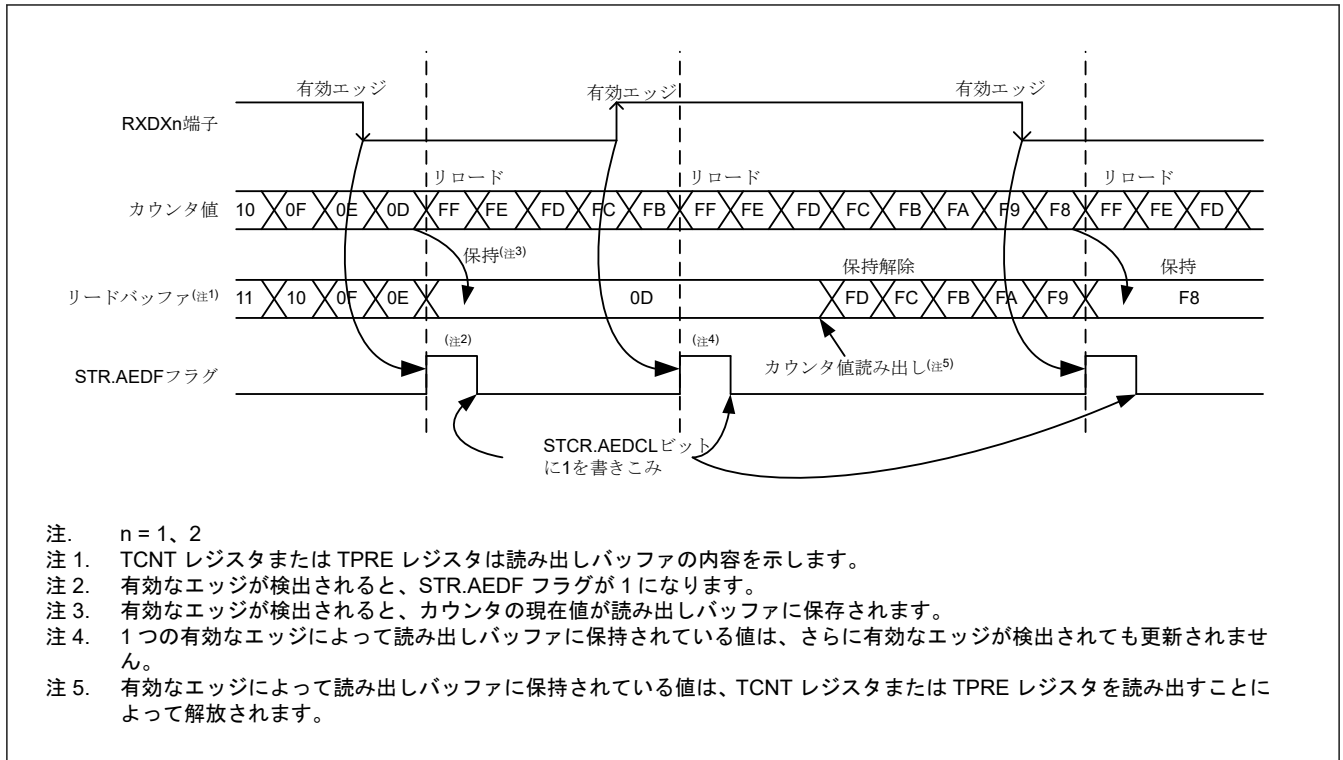 有効エッジ 有効エッジ 有効エッジ
RXDXn端子
リロード リロード リロード
カウンタ値 10 0F 0E 0D FF FE FD FC FB FF FE FD FC FB FA F9 F8 FF FE FD
保持(注3) 保持解除 保持
リードバッファ(注1) 11 10 0F 0E 0D FD FC FB FA F9 F8
(注2) (注4)
カウンタ値読み出し(注5)
STR.AEDFフラグ
STCR.AEDCLビット
に1を書きこみ
注. n = 1、2
注 1. TCNT レジスタまたは TPRE レジスタは読み出しバッファの内容を示します。
注 2. 有効なエッジが検出されると、STR.AEDF フラグが 1 になります。
注 3. 有効なエッジが検出されると、カウンタの現在値が読み出しバッファに保存されます。
注 4. 1 つの有効なエッジによって読み出しバッファに保持されている値は、さらに有効なエッジが検出されても更新されませ
ん。
注 5. 有効なエッジによって読み出しバッファに保持されている値は、TCNT レジスタまたは TPRE レジスタを読み出すことに
よって解放されます。